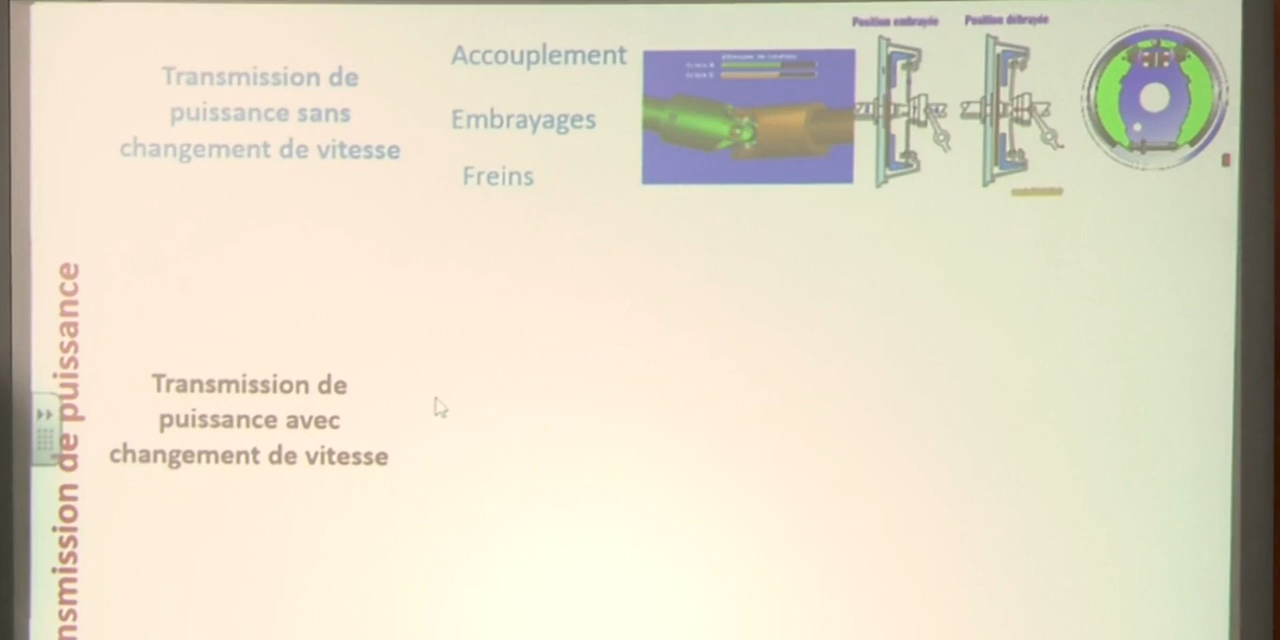 Position embrayée
Position débrayée
Transmission de
puissance sans
changement de vitesse
Accouplement
Embrayages
Freins
Transmission de
puissance avec
changement de vitesse
nsmission de puissance